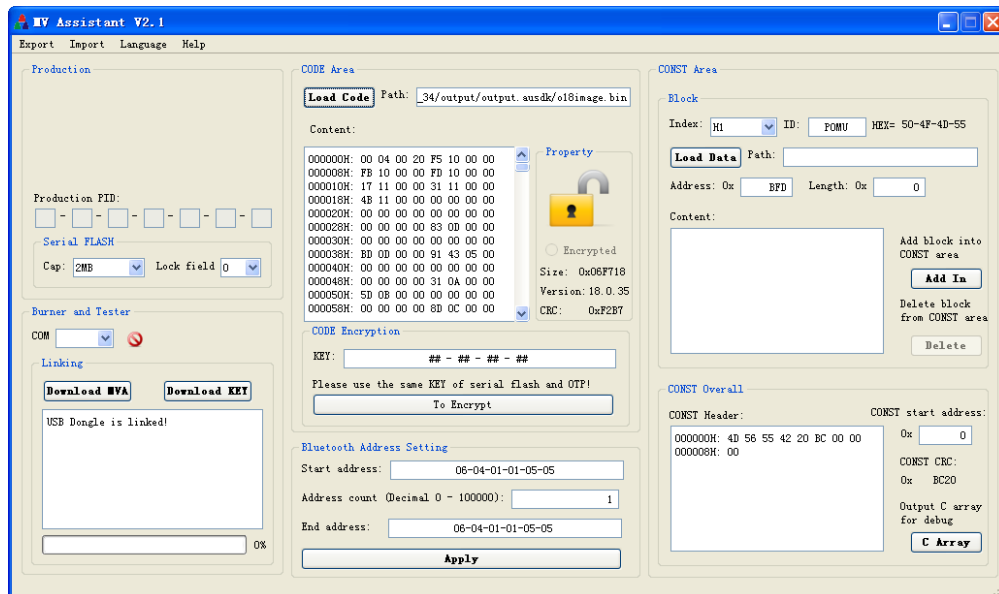 MV Assistant V2.1
Export Import Language Help
Production
Production PID:
- - - - - - -
Serial FLASH
Cap: 2MB Lock field 0
Burner and Tester
COM
Linking
Download MVA Download KEY
USB Dongle is linked!
0%
CODE Area
Load Code Path: _34/output/output.ausdk/o18image.bin
Content:
000000H: 00 04 00 20 F5 10 00 00
000008H: FB 10 00 00 FD 10 00 00
000010H: 17 11 00 00 31 11 00 00
000018H: 4B 11 00 00 00 00 00 00
000020H: 00 00 00 00 00 00 00 00
000028H: 00 00 00 00 83 0D 00 00
000030H: 00 00 00 00 00 00 00 00
000038H: BD 0D 00 00 91 43 05 00
000040H: 00 00 00 00 00 00 00 00
000048H: 00 00 00 00 31 0A 00 00
000050H: 5D 0B 00 00 00 00 00 00
000058H: 00 00 00 00 8D 0C 00 00
Property
Encrypted
Size: 0x06F718
Version: 18.0.35
CRC: 0xF2B7
CODE Encryption
KEY: ## - ## - ## - ##
Please use the same KEY of serial flash and OTP!
To Encrypt
Bluetooth Address Setting
Start address: 06-04-01-01-05-05
Address count (Decimal 0 - 100000): 1
End address: 06-04-01-01-05-05
Apply
CONST Area
Block
Index: H1 ID: POMU HEX= 50-4F-4D-55
Load Data Path:
Address: 0x BFD Length: 0x 0
Content:
Add block into
CONST area
Add In
Delete block
from CONST area
Delete
CONST Overall
CONST Header:
000000H: 4D 56 55 42 20 BC 00 00
000008H: 00
CONST start address:
0x 0
CONST CRC:
0x BC20
Output C array
for debug
C Array